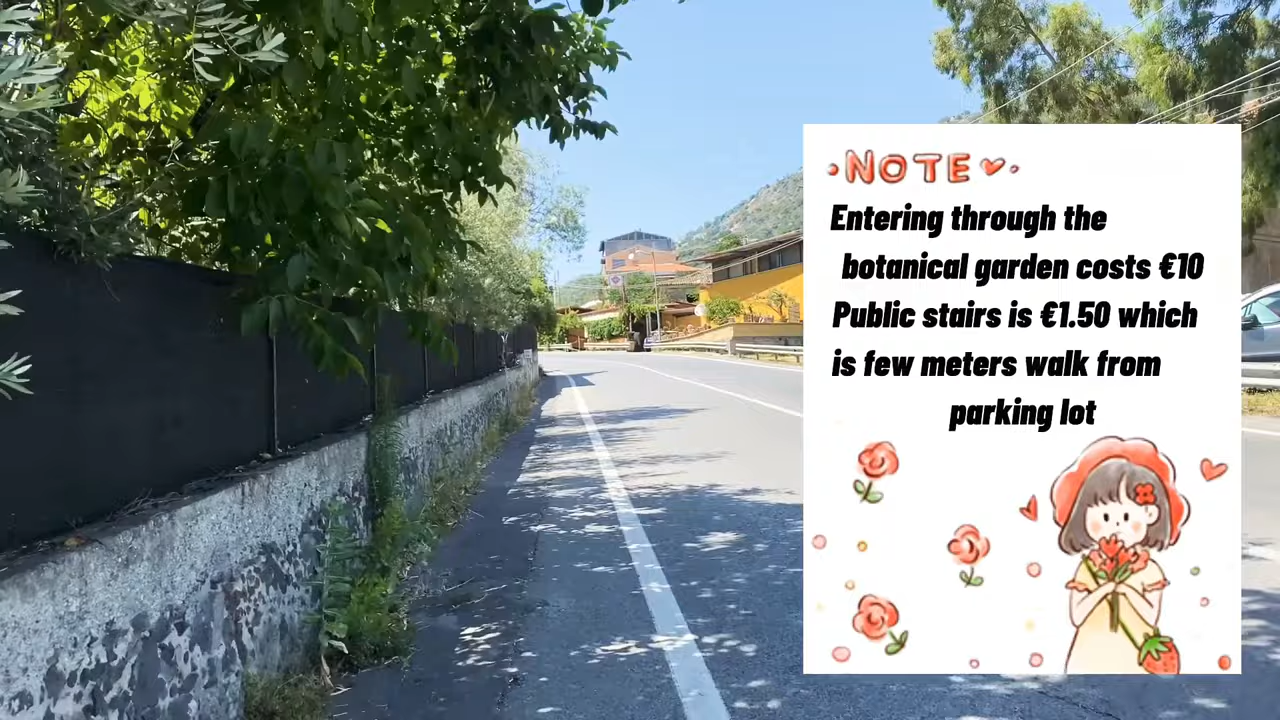 NOTE
Entering through the
botanical garden costs €10
Public stairs is €1.50 which
is few meters walk from
parking lot